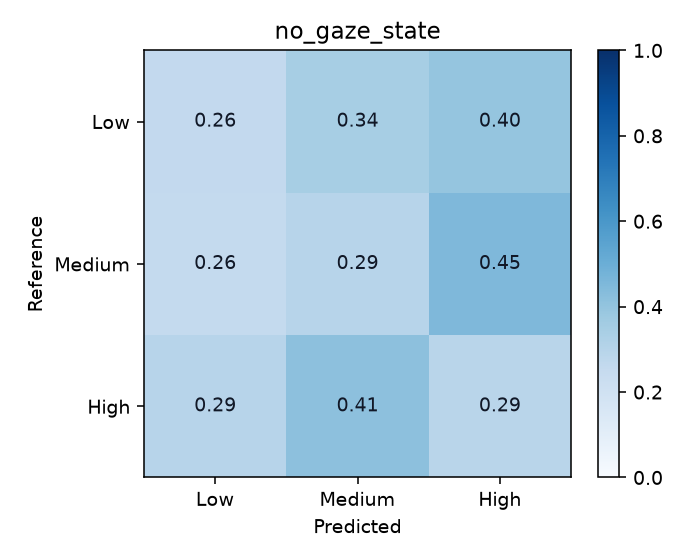 no_gaze_state
1.0
Low 0.26 0.34 0.40
0.8
0.6
Reference
Medium 0.26 0.29 0.45
0.4
High 0.29 0.41 0.29
0.2
0.0
Low Medium High
Predicted